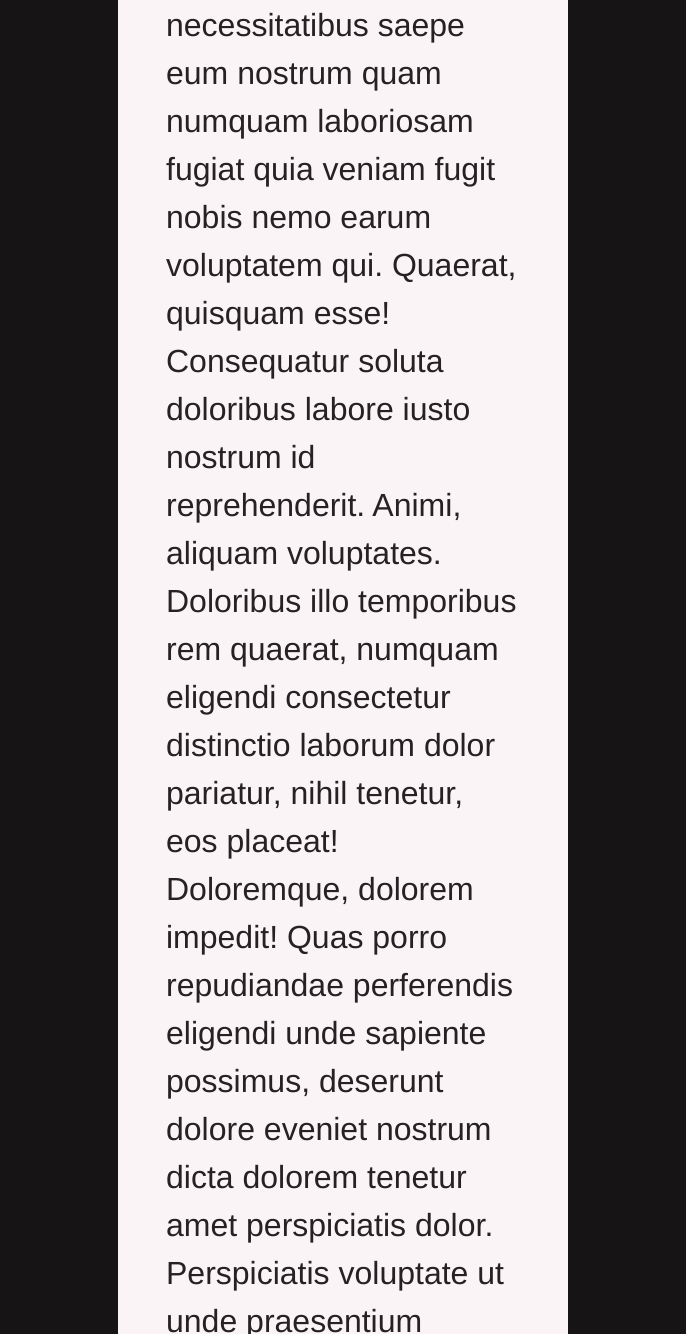 necessitatibus saepe
eum nostrum quam
numquam laboriosam
fugiat quia veniam fugit
nobis nemo earum
voluptatem qui. Quaerat,
quisquam esse!
Consequatur soluta
doloribus labore iusto
nostrum id
reprehenderit. Animi,
aliquam voluptates.
Doloribus illo temporibus
rem quaerat, numquam
eligendi consectetur
distinctio laborum dolor
pariatur, nihil tenetur,
eos placeat!
Doloremque, dolorem
impedit! Quas porro
repudiandae perferendis
eligendi unde sapiente
possimus, deserunt
dolore eveniet nostrum
dicta dolorem tenetur
amet perspiciatis dolor.
Perspiciatis voluptate ut
unde praesentium